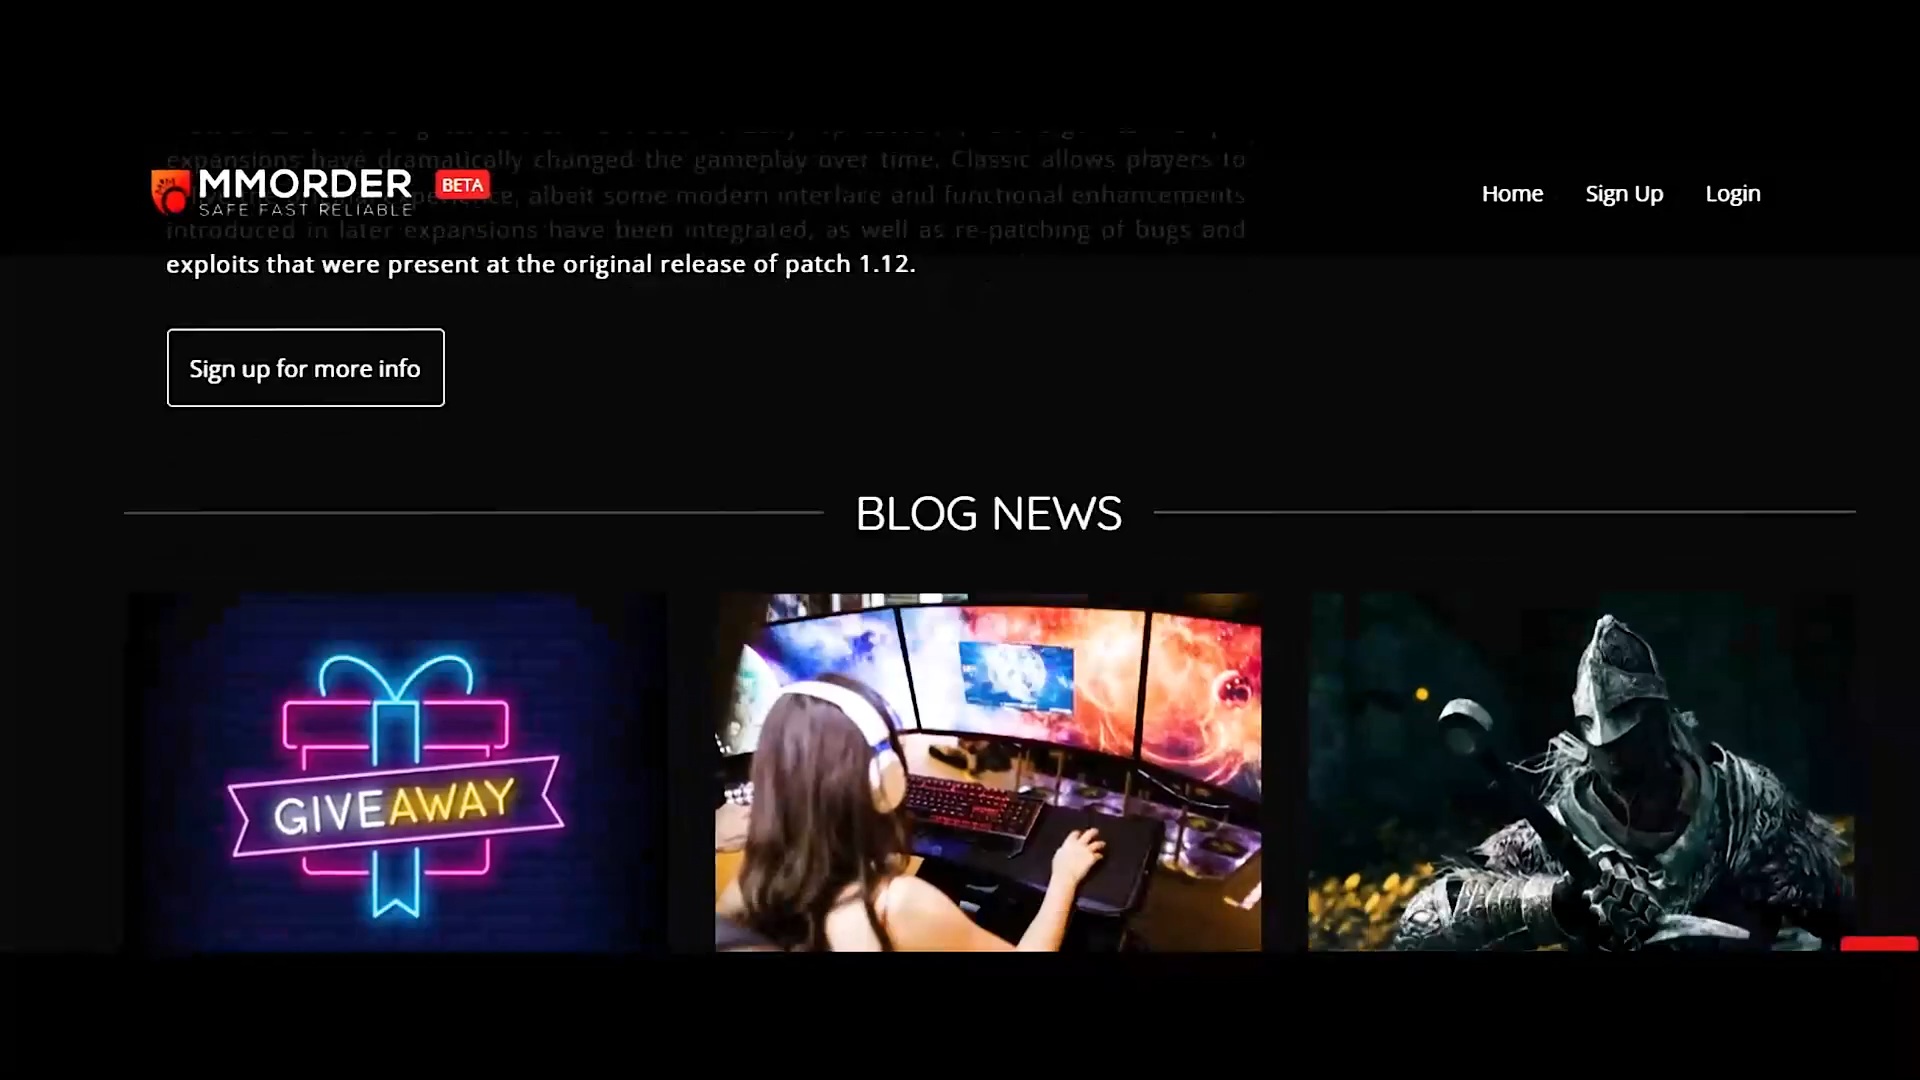 expansions have dramatically changed the gameplay over time. Classic allows players to
MMORDER BETA
albeit some modern interface and functional enhancements
SAFE FAST RELIABLE
Home Sign Up Login
introduced in later expansions have been integrated, as well as re-patching of bugs and
exploits that were present at the original release of patch 1.12.
Sign up for more info
BLOG NEWS
GIVEAWAY